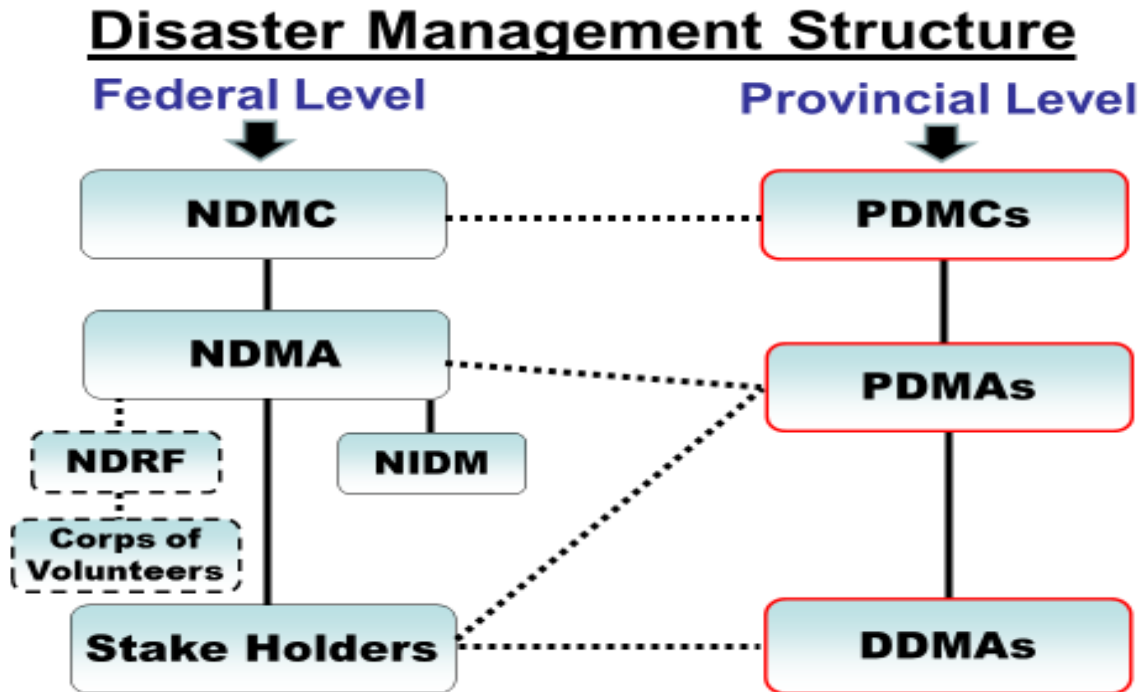 Disaster Management Structure
Federal Level
Provincial Level
NDMC
PDMCs
NDMA
PDMAs
NDRF
NIDM
Corps of
Volunteers
Stake Holders
DDMAs